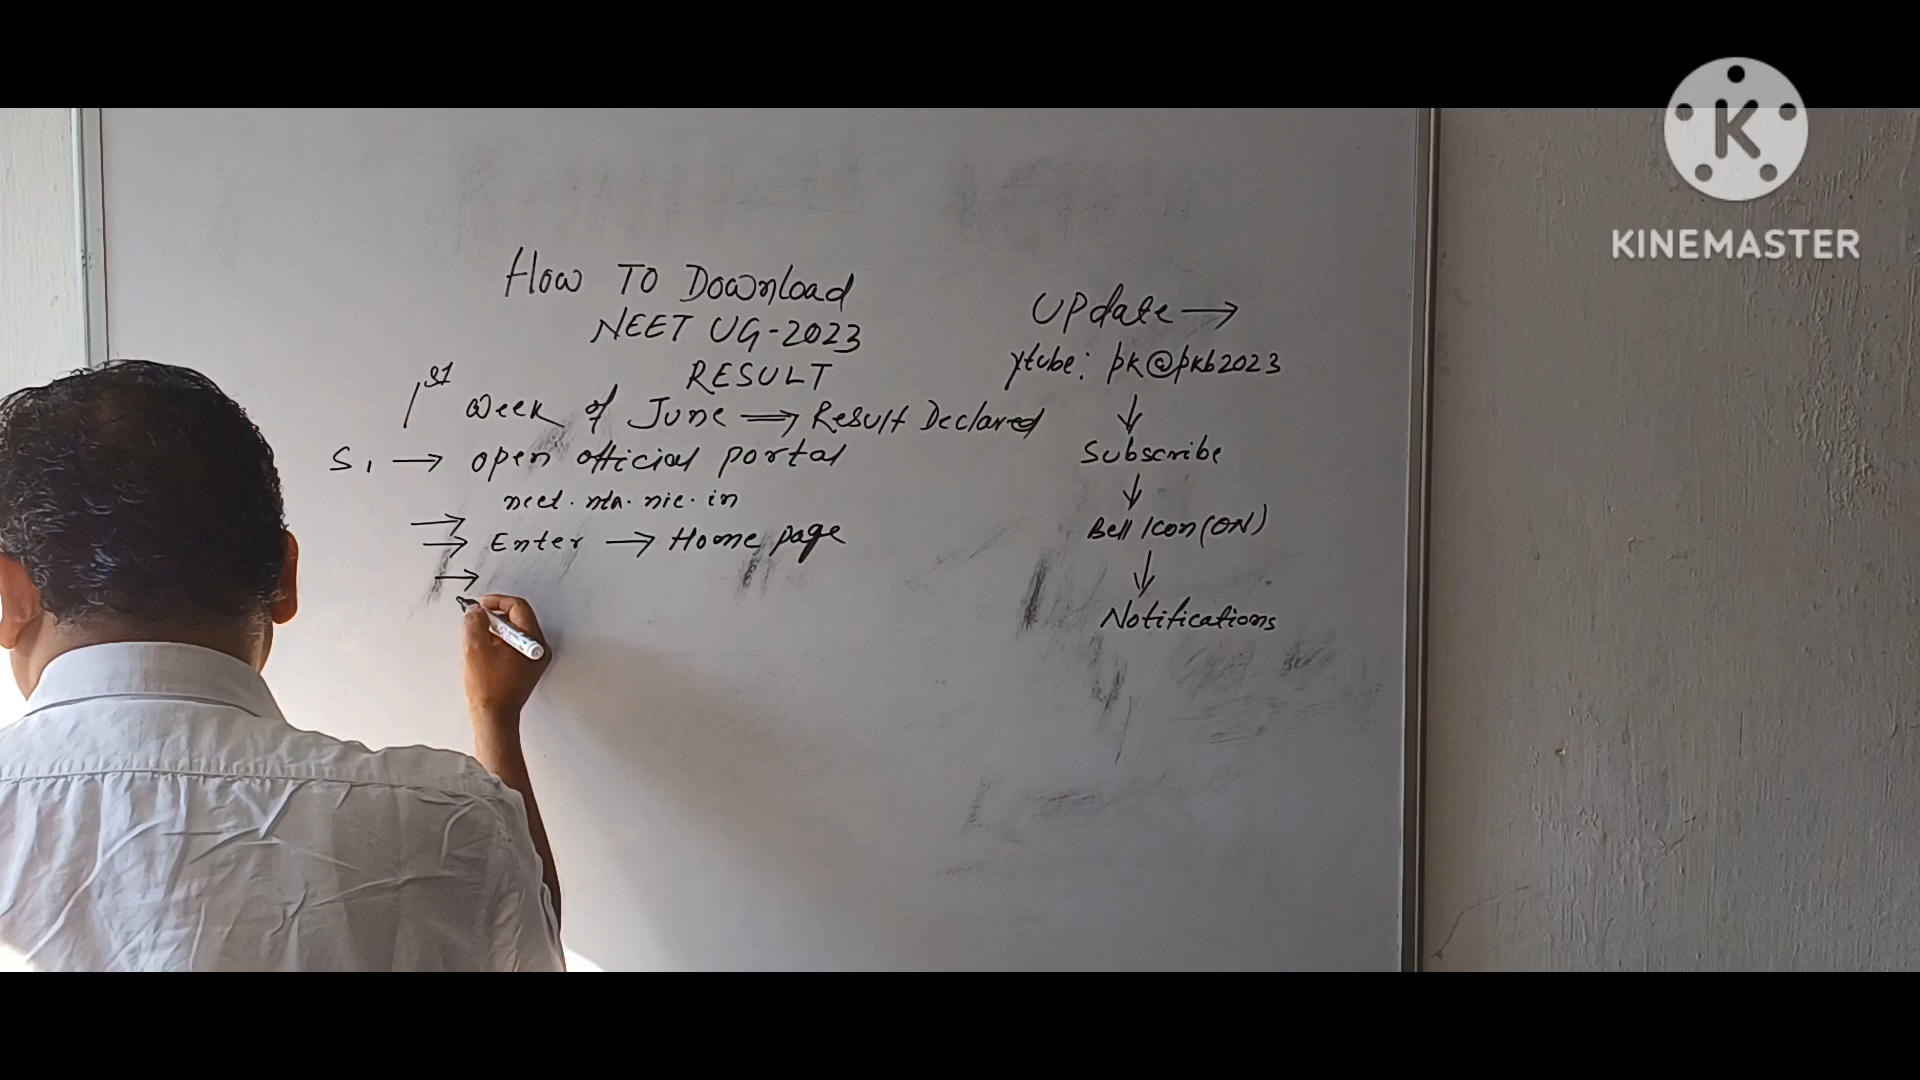 How To Download
NEET UG-2023
RESULT
1st week of June ⟹ Result Declared
S1 → open official portal
neet.nta.nic.in
→
→ Enter → Home page
→
Update →
ytube: pk@pkb2023
↓
Subscribe
↓
Bell Icon (ON)
↓
Notifications
K
KINEMASTER